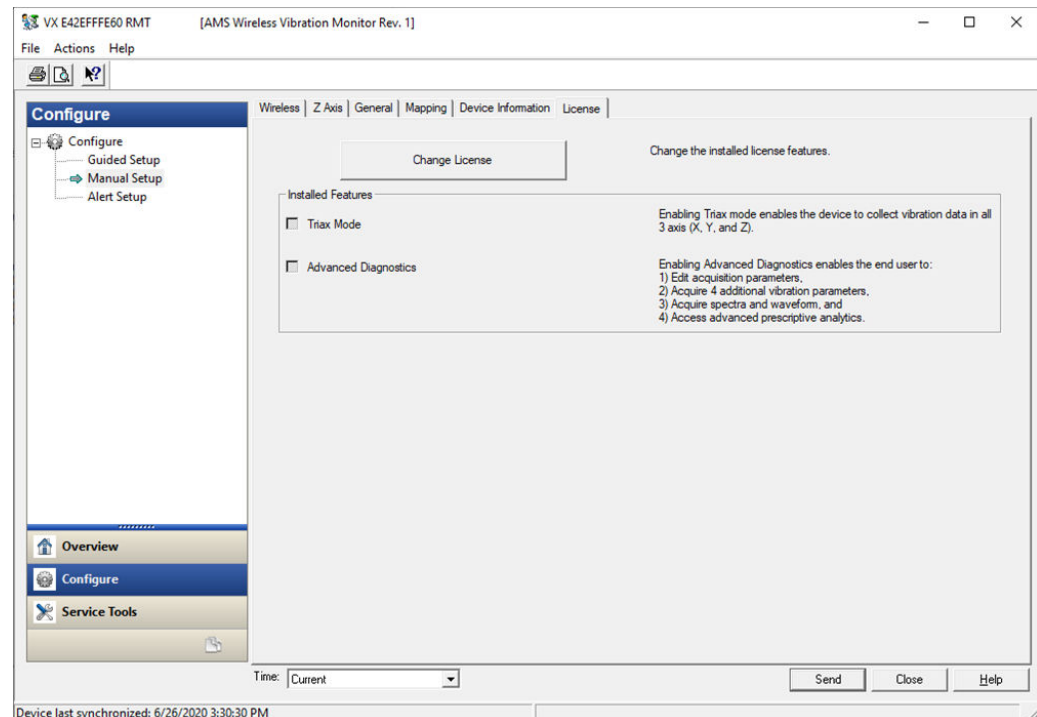 VX E42EFFFE60 RMT [AMS Wireless Vibration Monitor Rev. 1]
File Actions Help
Configure
Configure
Guided Setup
Manual Setup
Alert Setup
Overview
Configure
Service Tools
Wireless Z Axis General Mapping Device Information License
Change License
Change the installed license features.
Installed Features
Triax Mode
Enabling Triax mode enables the device to collect vibration data in all
3 axis (X, Y, and Z).
Advanced Diagnostics
Enabling Advanced Diagnostics enables the end user to:
1) Edit acquisition parameters,
2) Acquire 4 additional vibration parameters,
3) Acquire spectra and waveform, and
4) Access advanced prescriptive analytics.
Time: Current
Send Close Help
Device last synchronized: 6/26/2020 3:30:30 PM